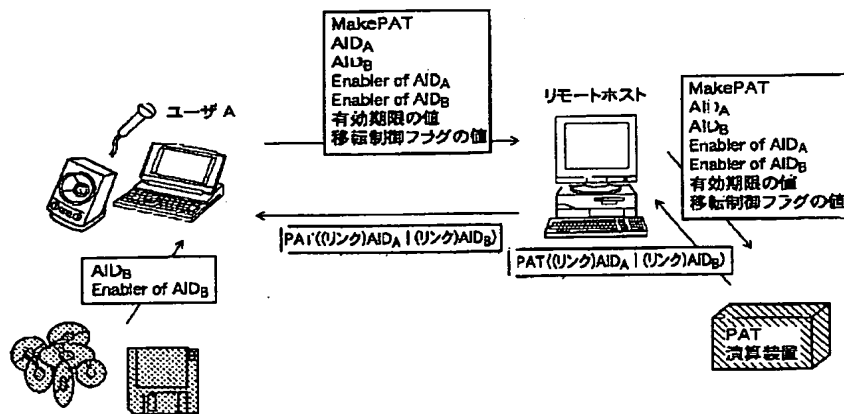 MakePAT
AIDA
AIDB
Enabler of AIDA
Enabler of AIDB
有効期限の値
移転制御フラグの値
ユーザ A
リモートホスト
MakePAT
AIDA
AIDB
Enabler of AIDA
Enabler of AIDB
有効期限の値
移転制御フラグの値
PAT((リンク)AIDA | (リンク)AIDB)
PAT((リンク)AIDA | (リンク)AIDB)
AIDB
Enabler of AIDB
PAT
演算装置